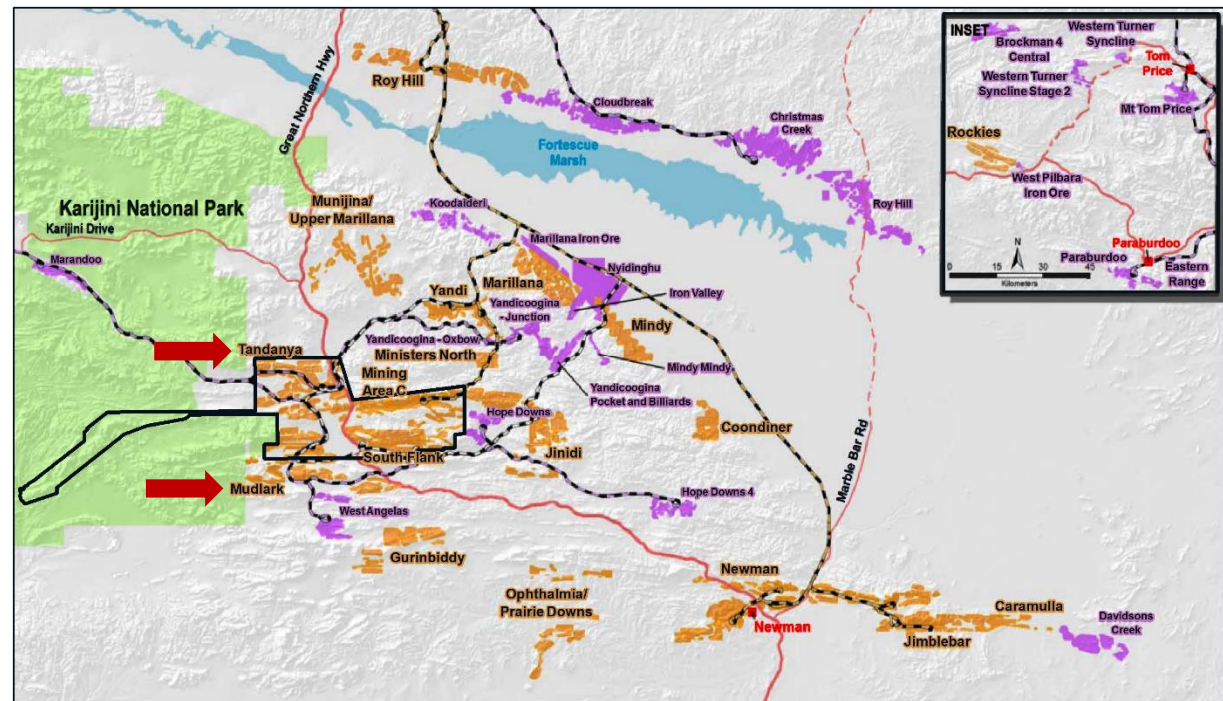 INSET
Western Turner
Syncline
Brockman 4
Central
Tom
Price
Western Turner
Syncline Stage 2
Mt Tom Price
Rockies
West Pilbara
Iron Ore
Paraburdoo
Paraburdoo
Eastern
Range
N
0 15 30 45 60
Kilometers
Great Northern Hwy
Roy Hill
Cloudbreak
Christmas
Creek
Fortescue
Marsh
Roy Hill
Karijini National Park
Karijini Drive
Munjina/
Upper Marillana
Koodaideri
Marillana Iron Ore
Nyidinghu
Marandoo
Marillana
Iron Valley
Yandi
Yandicoogina
-Junction
Mindy
Yandicoogina - Oxbow
Tandanya
Ministers North
Mindy Mindy
Mining
Area C
Yandicoogina
Pocket and Billiards
Hope Downs
Coondiner
Marble Bar Rd
Jinidi
South Flank
Mudlark
Hope Downs 4
West Angelas
Gurinbiddy
Newman
Ophthalmia/
Prairie Downs
Caramulla
Newman
Jimblebar
Davidsons
Creek